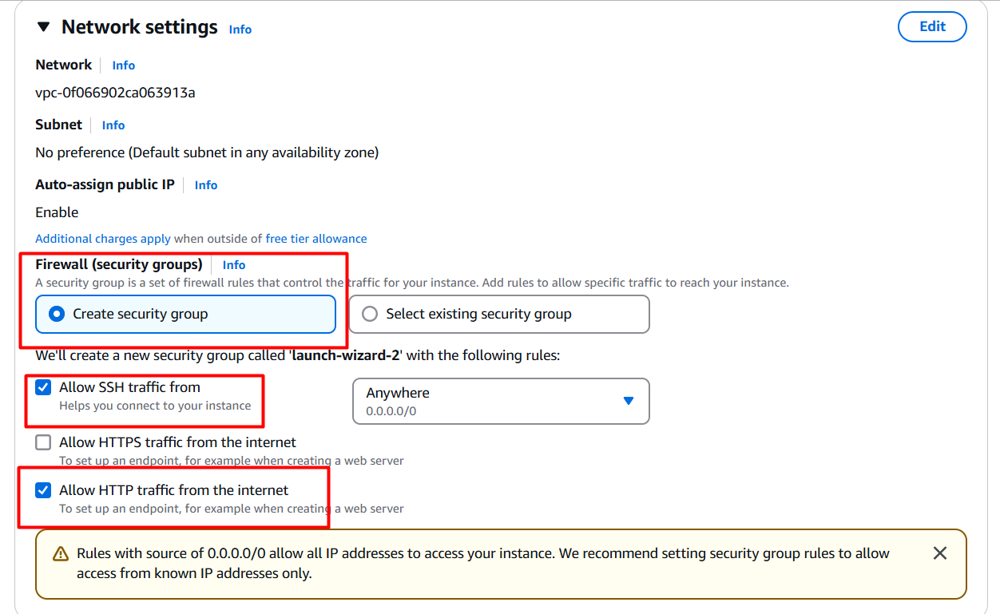 Network settings Info Edit
Network Info
vpc-0f066902ca063913a
Subnet Info
No preference (Default subnet in any availability zone)
Auto-assign public IP Info
Enable
Additional charges apply when outside of free tier allowance
Firewall (security groups) Info
A security group is a set of firewall rules that control the traffic for your instance. Add rules to allow specific traffic to reach your instance.
Create security group Select existing security group
We'll create a new security group called 'launch-wizard-2' with the following rules:
Allow SSH traffic from
Helps you connect to your instance
Anywhere
0.0.0.0/0
Allow HTTPS traffic from the internet
To set up an endpoint, for example when creating a web server
Allow HTTP traffic from the internet
To set up an endpoint, for example when creating a web server
Rules with source of 0.0.0.0/0 allow all IP addresses to access your instance. We recommend setting security group rules to allow
access from known IP addresses only.